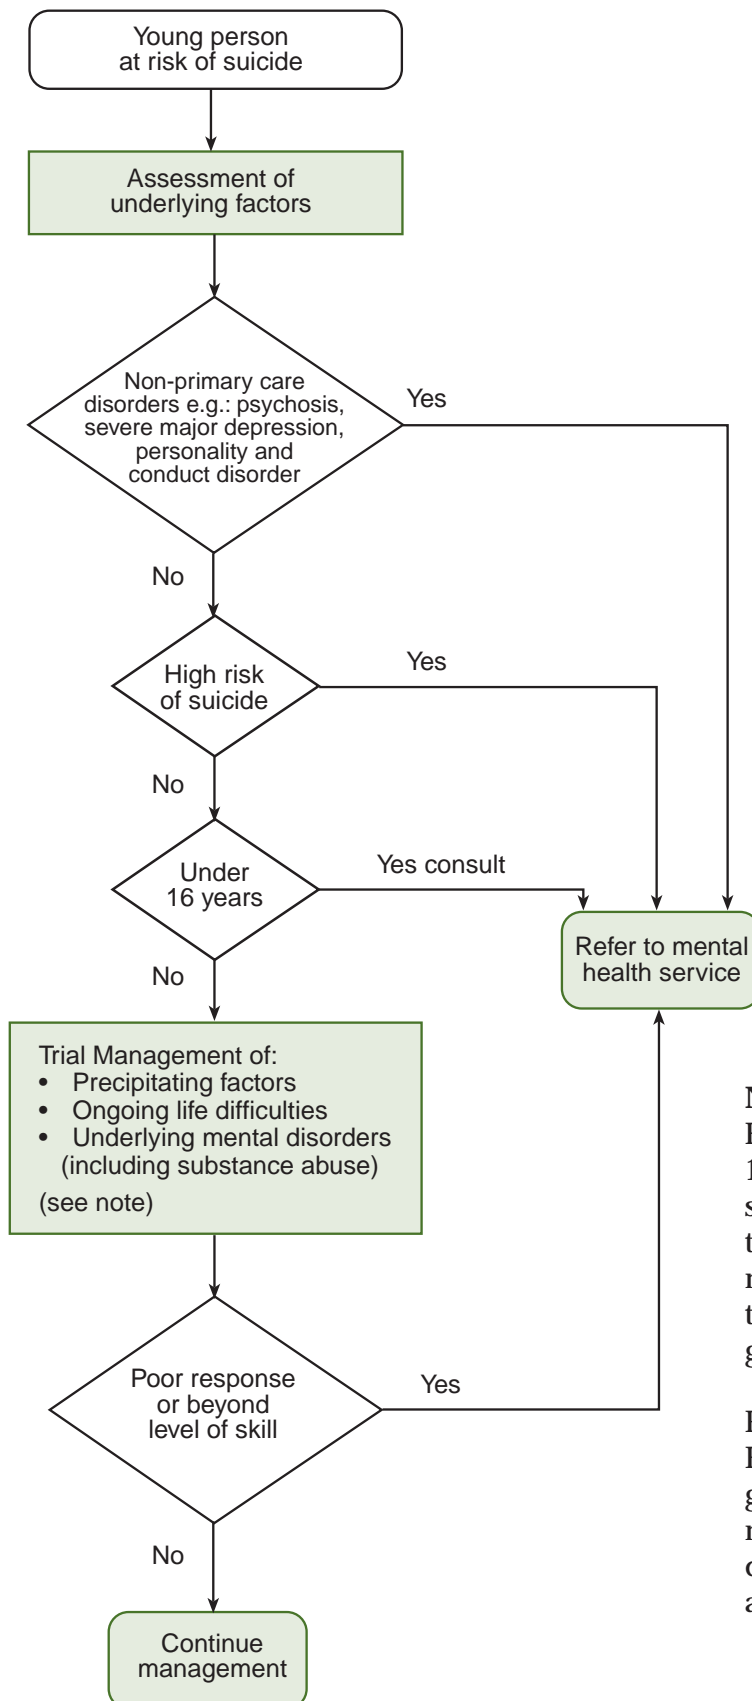 Young person
at risk of suicide
Assessment of
underlying factors
Non-primary care
disorders e.g.: psychosis,
severe major depression,
personality and
conduct disorder
Yes
No
High risk
of suicide
Yes
No
Under
16 years
Yes consult
Refer to mental
health service
No
Trial Management of:
• Precipitating factors
• Ongoing life difficulties
• Underlying mental disorders
(including substance abuse)
(see note)
Poor response
or beyond
level of skill
Yes
No
Continue
management